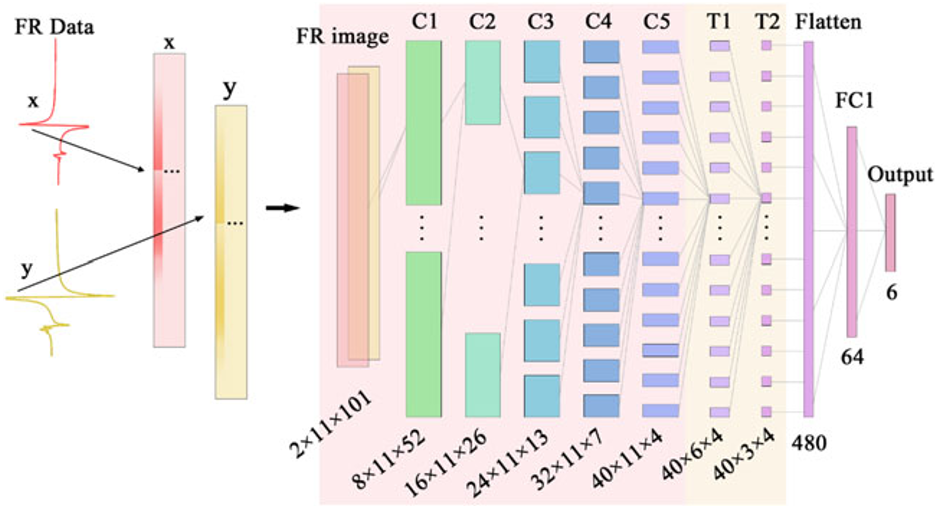 FR Data
x
y
x
...
y
...
FR image
C1
C2
C3
C4
C5
T1
T2
Flatten
FC1
Output
2×11×101
8×11×52
16×11×26
24×11×13
32×11×7
40×11×4
40×6×4
40×3×4
480
64
6